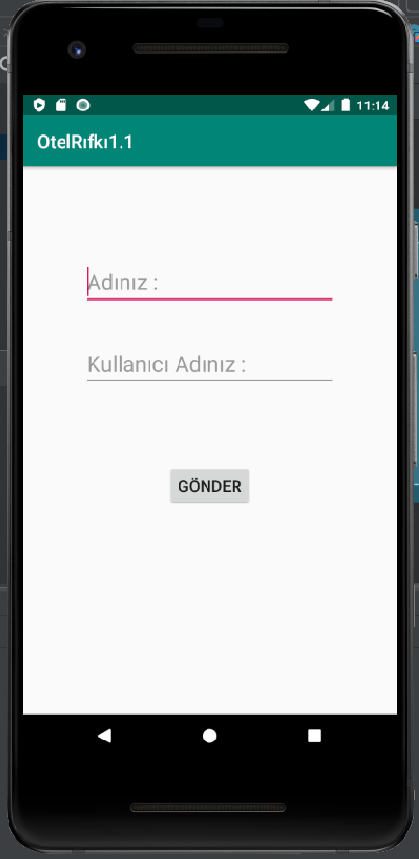 11:14
OtelRıfkı1.1
Adınız :
Kullanıcı Adınız :
GÖNDER